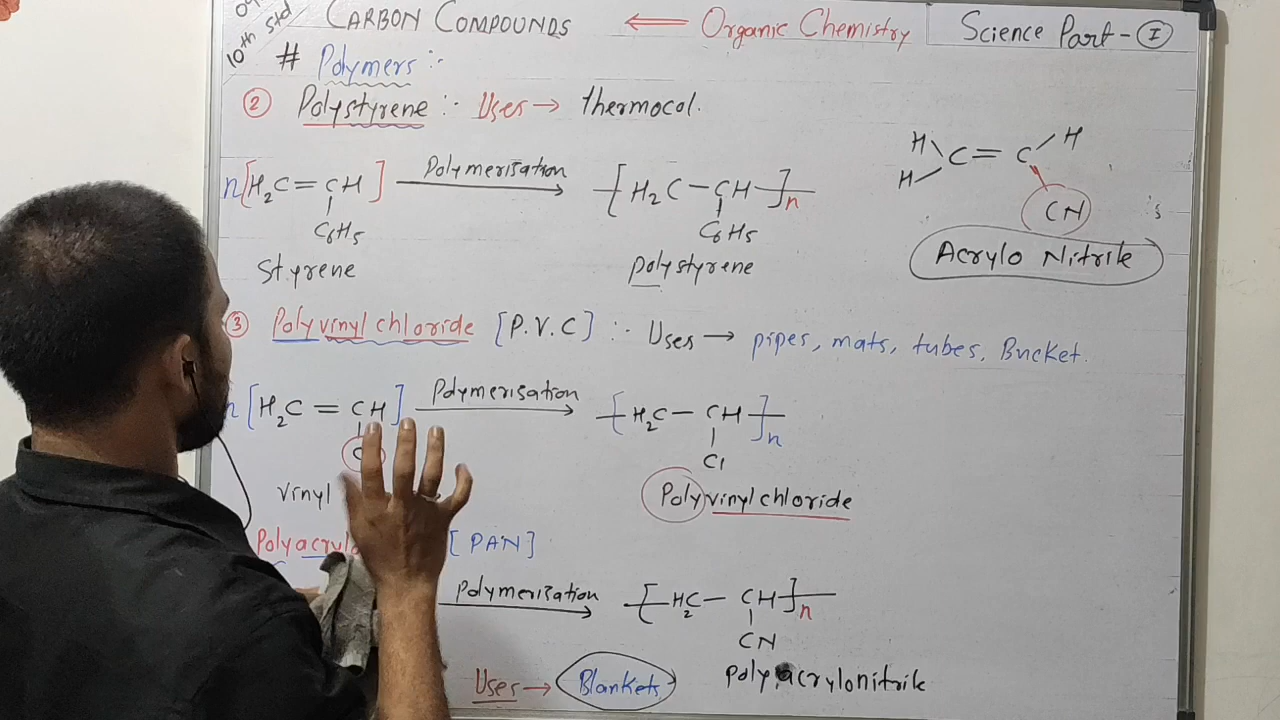 10th std CARBON COMPOUNDS ⟸ Organic Chemistry Science Part - I
# Polymers :-
② Polystyrene :- Uses → thermocol.
n[H₂C = CH] Polymerisation → -[H₂C - CH-]n
C₆H₅ C₆H₅
Styrene polystyrene
H C = C H
H CN
Acrylo Nitrile
③ Polyvinyl chloride [P.V.C] :- Uses → pipes, mats, tubes, Bucket.
n[H₂C = CH] Polymerisation → -[H₂C - CH-]n
Cl
vinyl Polyvinyl chloride
Polyacrylo [PAN]
Polymerization → -[H₂C - CH-]n
CN
Uses → Blankets polyacrylonitrile